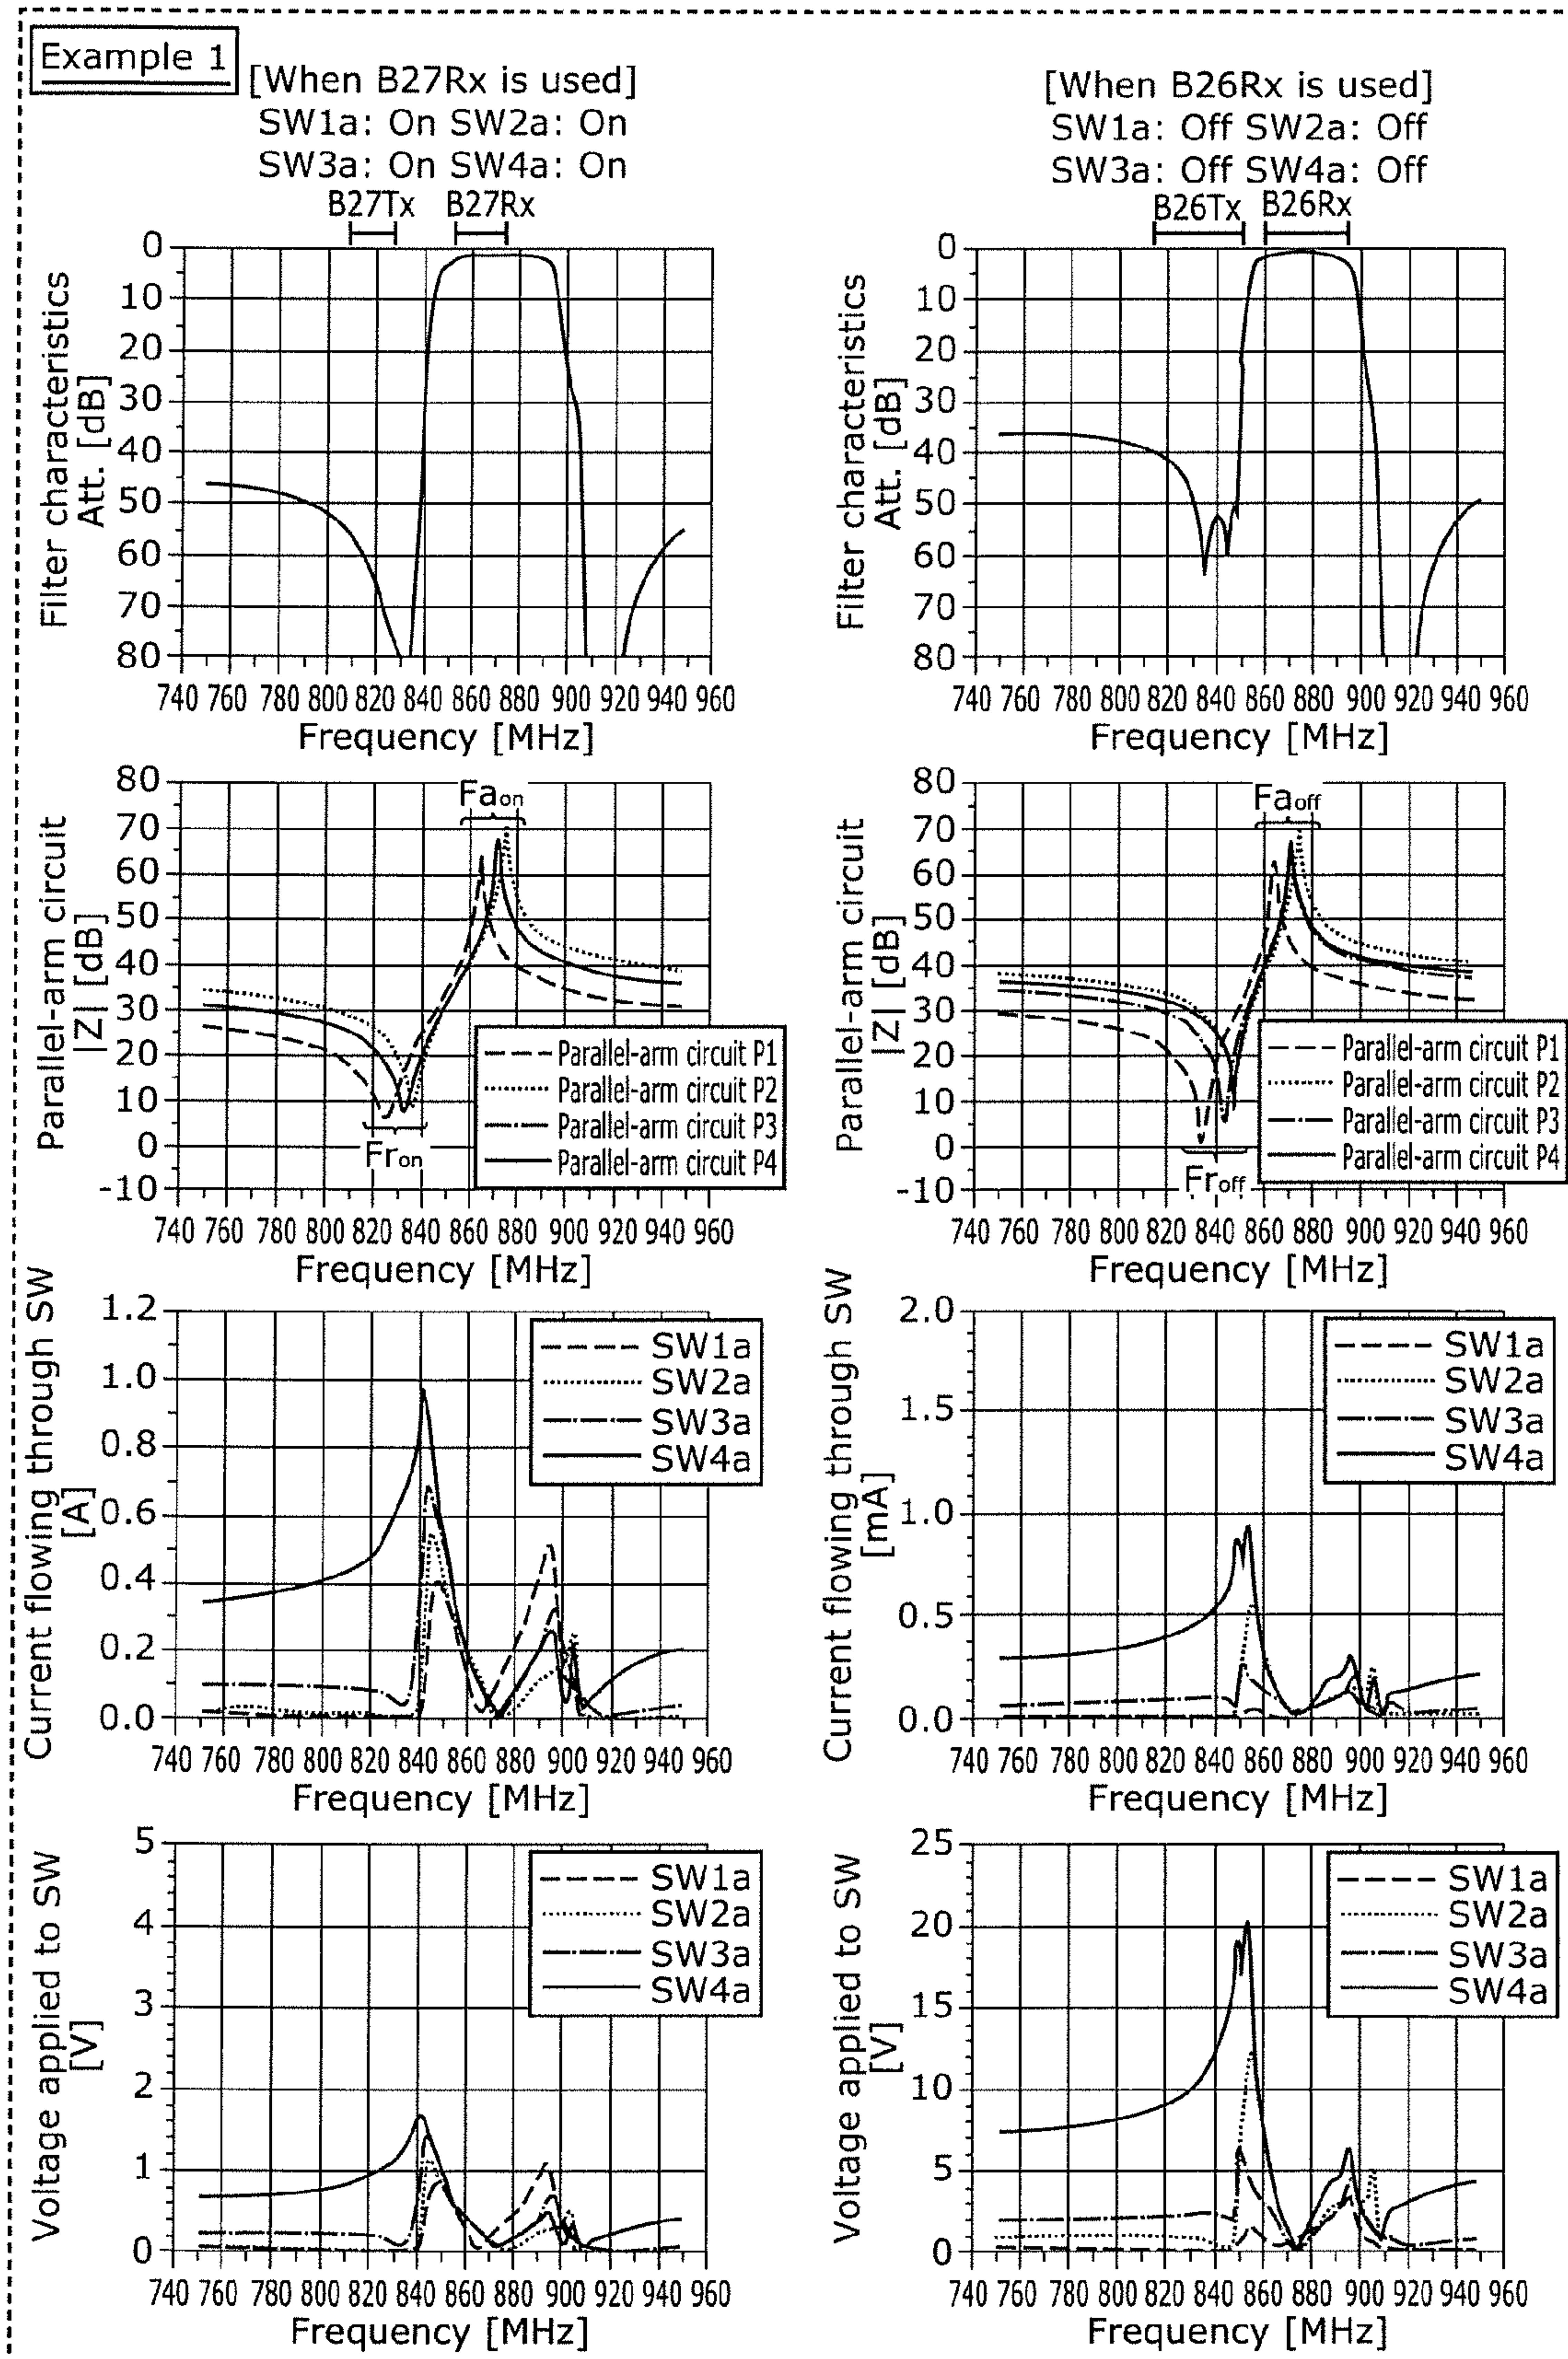 Example 1
[When B27Rx is used]
SW1a: On SW2a: On
SW3a: On SW4a: On
B27Tx B27Rx
Filter characteristics
Att. [dB]
0
10
20
30
40
50
60
70
80
740 760 780 800 820 840 860 880 900 920 940 960
Frequency [MHz]
[When B26Rx is used]
SW1a: Off SW2a: Off
SW3a: Off SW4a: Off
B26Tx B26Rx
Filter characteristics
Att. [dB]
0
10
20
30
40
50
60
70
80
740 760 780 800 820 840 860 880 900 920 940 960
Frequency [MHz]
Parallel-arm circuit
|Z| [dB]
80
70
60
50
40
30
20
10
0
-10
Faon
Fron
Parallel-arm circuit P1
Parallel-arm circuit P2
Parallel-arm circuit P3
Parallel-arm circuit P4
740 760 780 800 820 840 860 880 900 920 940 960
Frequency [MHz]
Parallel-arm circuit
|Z| [dB]
80
70
60
50
40
30
20
10
0
-10
Faoff
Froff
Parallel-arm circuit P1
Parallel-arm circuit P2
Parallel-arm circuit P3
Parallel-arm circuit P4
740 760 780 800 820 840 860 880 900 920 940 960
Frequency [MHz]
Current flowing through SW
[A]
1.2
1.0
0.8
0.6
0.4
0.2
0.0
SW1a
SW2a
SW3a
SW4a
740 760 780 800 820 840 860 880 900 920 940 960
Frequency [MHz]
Current flowing through SW
[mA]
2.0
1.5
1.0
0.5
0.0
SW1a
SW2a
SW3a
SW4a
740 760 780 800 820 840 860 880 900 920 940 960
Frequency [MHz]
Voltage applied to SW
[V]
5
4
3
2
1
0
SW1a
SW2a
SW3a
SW4a
740 760 780 800 820 840 860 880 900 920 940 960
Frequency [MHz]
Voltage applied to SW
[V]
25
20
15
10
5
0
SW1a
SW2a
SW3a
SW4a
740 760 780 800 820 840 860 880 900 920 940 960
Frequency [MHz]